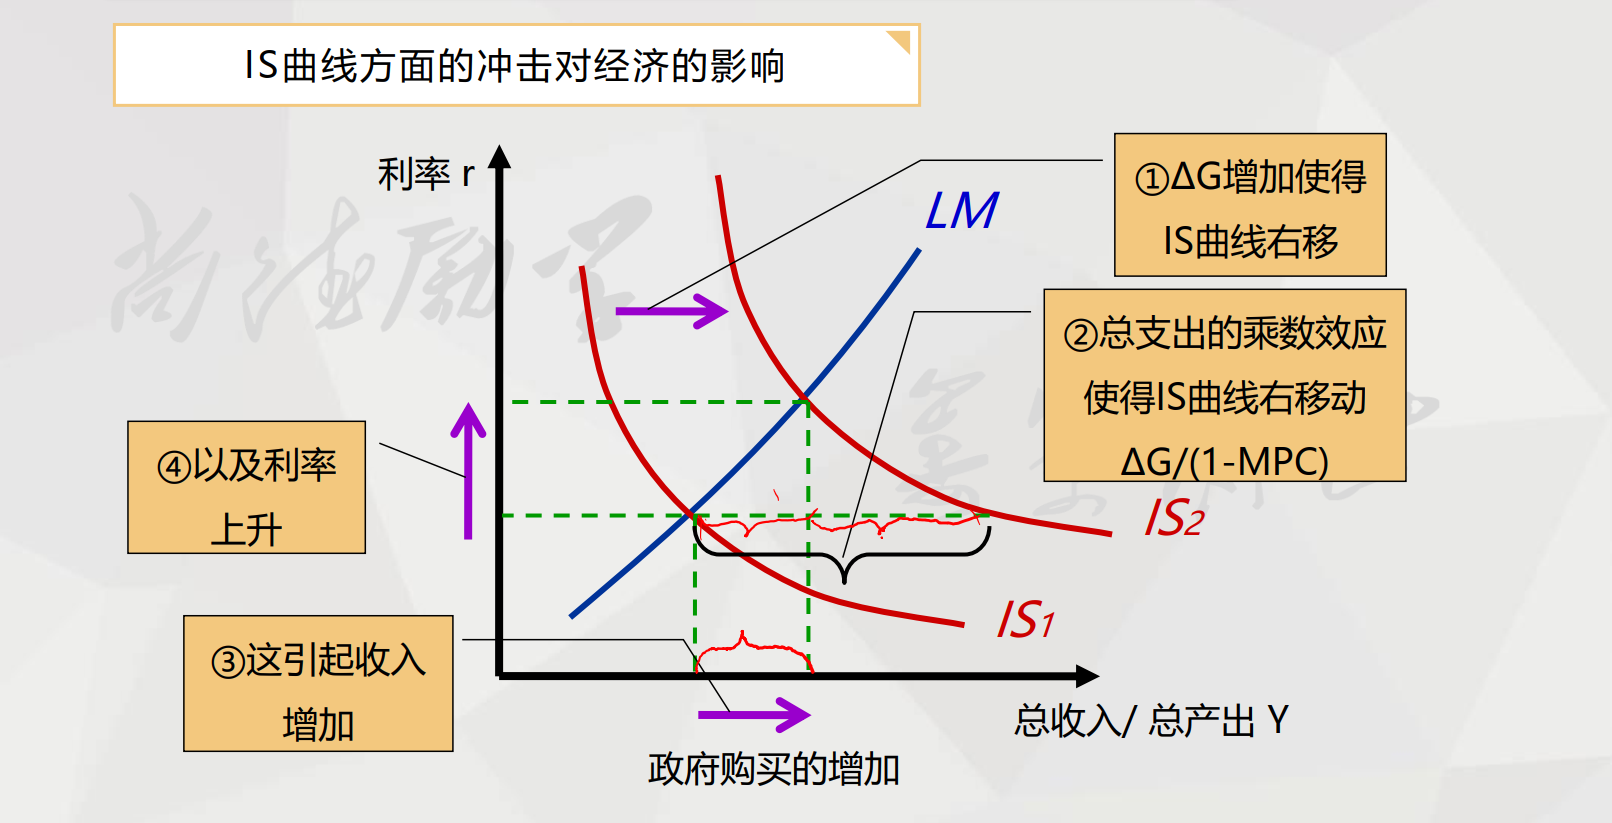 IS曲线方面的冲击对经济的影响
利率 r
LM
①ΔG增加使得
IS曲线右移
②总支出的乘数效应
使得IS曲线右移动
ΔG/(1-MPC)
④以及利率
上升
IS2
IS1
③这引起收入
增加
总收入/ 总产出 Y
政府购买的增加